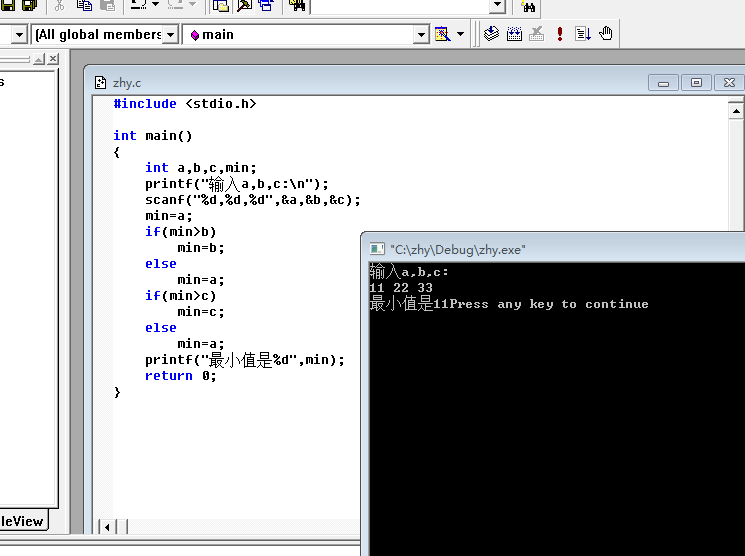 (All global members
main
s
zhy.c
#include <stdio.h>
int main()
{
int a,b,c,min;
printf("输入a,b,c:\n");
scanf("%d,%d,%d",&a,&b,&c);
min=a;
if(min>b)
min=b;
else
min=a;
if(min>c)
min=c;
else
min=a;
printf("最小值是%d",min);
return 0;
}
"C:\zhy\Debug\zhy.exe"
输入a,b,c:
11 22 33
最小值是11Press any key to continue
leView